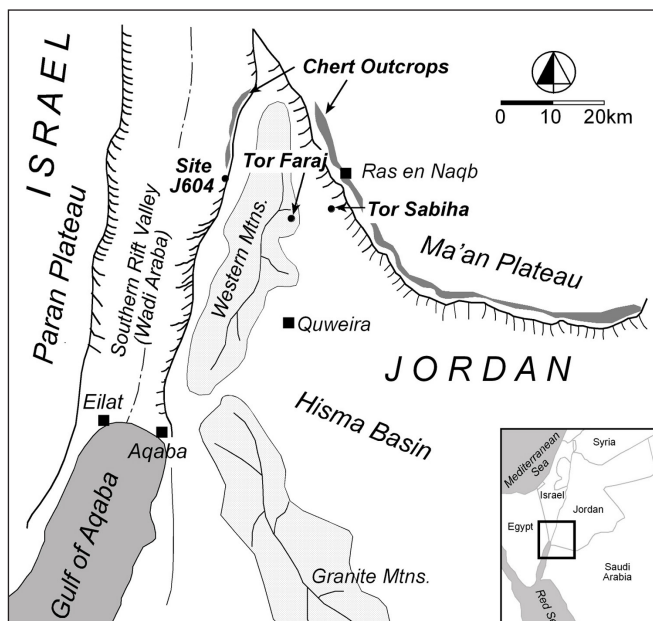 Chert Outcrops
0 10 20km
ISRAEL
Paran Plateau
Southern Rift Valley
(Wadi Araba)
Site
J604
Tor Faraj
Ras en Naqb
Tor Sabiha
Western Mtns.
Ma'an Plateau
Quweira
JORDAN
Eilat
Aqaba
Hisma Basin
Gulf of Aqaba
Granite Mtns.
Mediterranean
Sea
Syria
Israel
Jordan
Egypt
Saudi
Arabia
Red Se